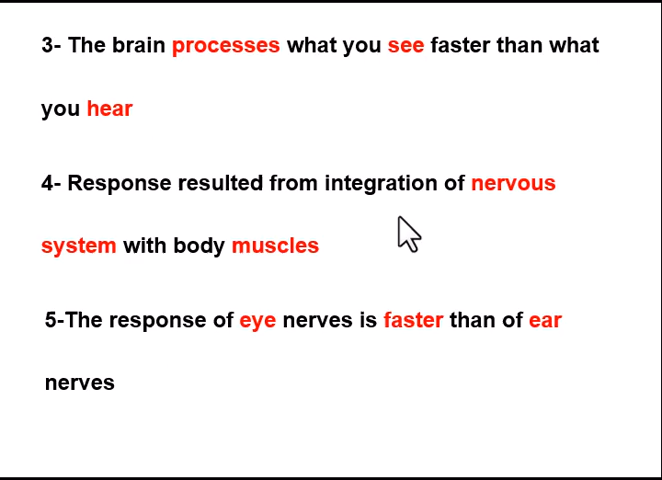 3- The brain processes what you see faster than what
you hear
4- Response resulted from integration of nervous
system with body muscles
5-The response of eye nerves is faster than of ear
nerves